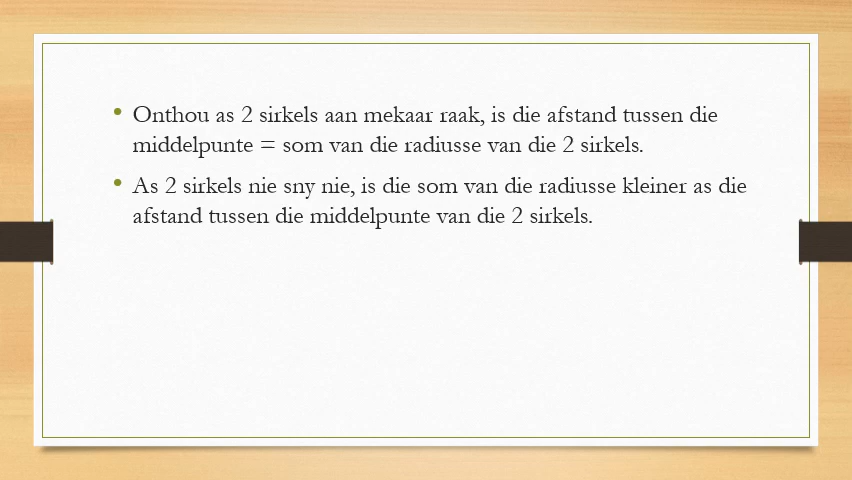 • Onthou as 2 sirkels aan mekaar raak, is die afstand tussen die
middelpunte = som van die radiusse van die 2 sirkels.
• As 2 sirkels nie sny nie, is die som van die radiusse kleiner as die
afstand tussen die middelpunte van die 2 sirkels.